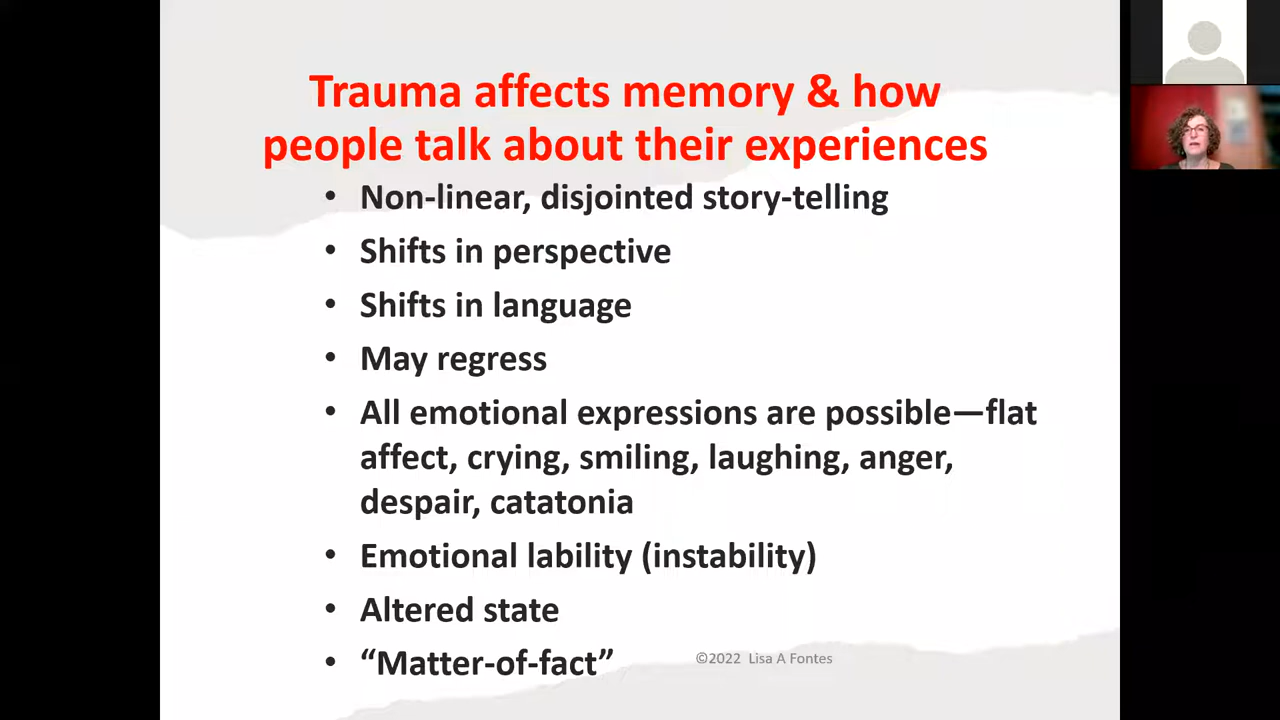 Trauma affects memory & how
people talk about their experiences
• Non-linear, disjointed story-telling
• Shifts in perspective
• Shifts in language
• May regress
• All emotional expressions are possible—flat
affect, crying, smiling, laughing, anger,
despair, catatonia
• Emotional lability (instability)
• Altered state
• “Matter-of-fact”
©2022 Lisa A Fontes